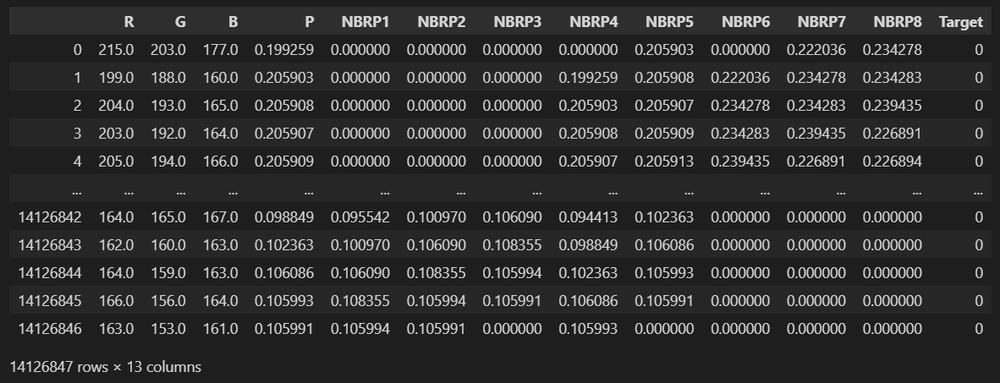 R G B P NBRP1 NBRP2 NBRP3 NBRP4 NBRP5 NBRP6 NBRP7 NBRP8 Target
0 215.0 203.0 177.0 0.199259 0.000000 0.000000 0.000000 0.000000 0.205903 0.000000 0.222036 0.234278 0
1 199.0 188.0 160.0 0.205903 0.000000 0.000000 0.000000 0.199259 0.205908 0.222036 0.234278 0.234283 0
2 204.0 193.0 165.0 0.205908 0.000000 0.000000 0.000000 0.205903 0.205907 0.234278 0.234283 0.239435 0
3 203.0 192.0 164.0 0.205907 0.000000 0.000000 0.000000 0.205908 0.205909 0.234283 0.239435 0.226891 0
4 205.0 194.0 166.0 0.205909 0.000000 0.000000 0.000000 0.205907 0.205913 0.239435 0.226891 0.226894 0
... ... ... ... ... ... ... ... ... ... ... ... ... ...
14126842 164.0 165.0 167.0 0.098849 0.095542 0.100970 0.106090 0.094413 0.102363 0.000000 0.000000 0.000000 0
14126843 162.0 160.0 163.0 0.102363 0.100970 0.106090 0.108355 0.098849 0.106086 0.000000 0.000000 0.000000 0
14126844 164.0 159.0 163.0 0.106086 0.106090 0.108355 0.105994 0.102363 0.105993 0.000000 0.000000 0.000000 0
14126845 166.0 156.0 164.0 0.105993 0.108355 0.105994 0.105991 0.106086 0.105991 0.000000 0.000000 0.000000 0
14126846 163.0 153.0 161.0 0.105991 0.105994 0.105991 0.000000 0.105993 0.000000 0.000000 0.000000 0.000000 0
14126847 rows × 13 columns